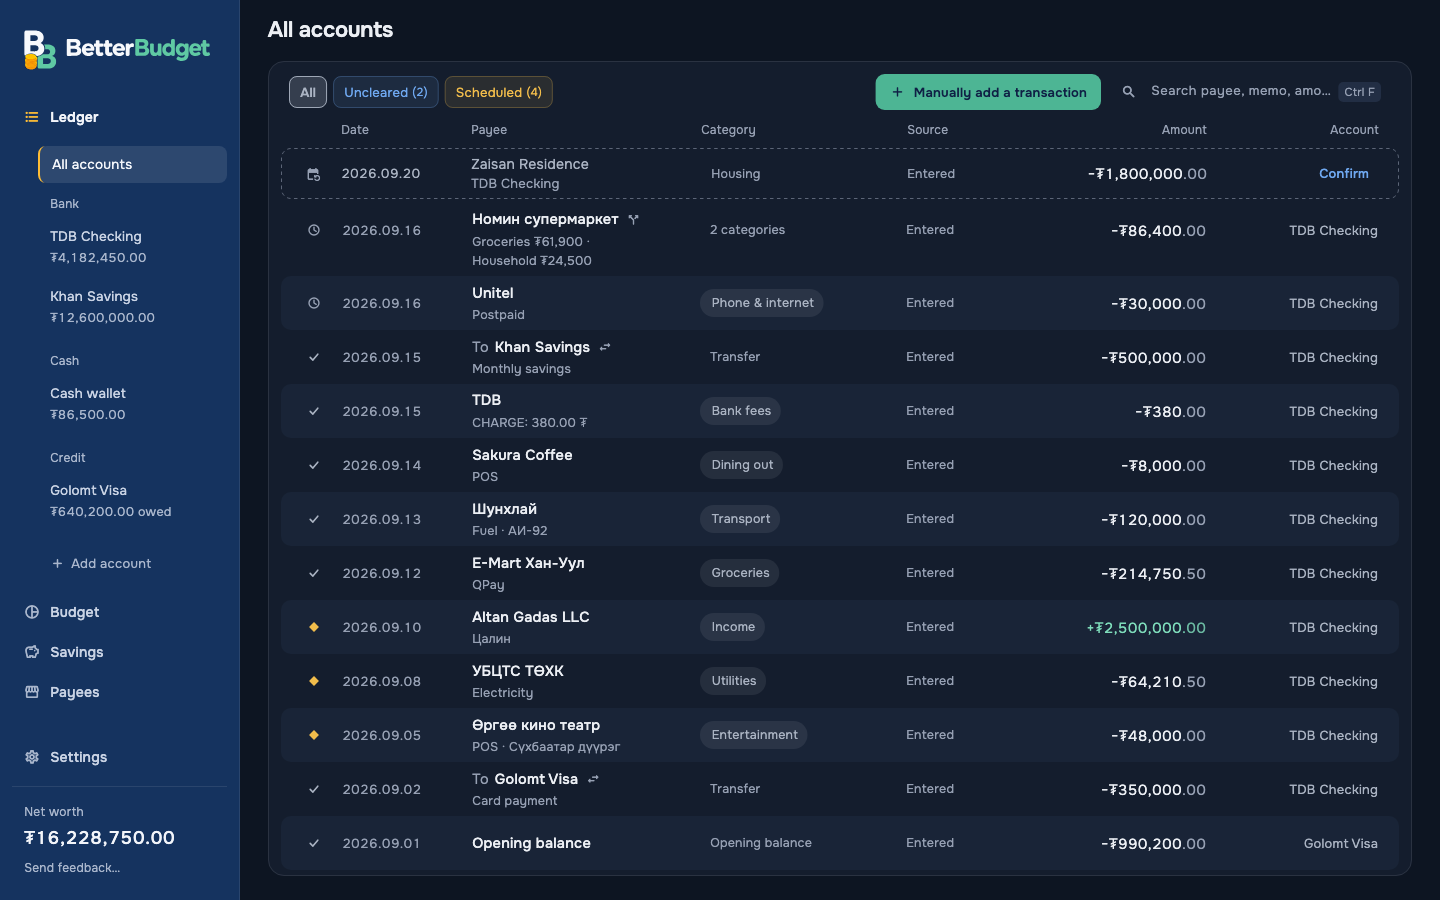 BetterBudget
Ledger
All accounts
Bank
TDB Checking
₮4,182,450.00
Khan Savings
₮12,600,000.00
Cash
Cash wallet
₮86,500.00
Credit
Golomt Visa
₮640,200.00 owed
+ Add account
Budget
Savings
Payees
Settings
Net worth
₮16,228,750.00
Send feedback...
All accounts
All Uncleared (2) Scheduled (4) + Manually add a transaction Search payee, memo, amo... Ctrl F
Date Payee Category Source Amount Account
2026.09.20 Zaisan Residence Housing Entered -₮1,800,000.00 Confirm
TDB Checking
2026.09.16 Номин супермаркет 2 categories Entered -₮86,400.00 TDB Checking
Groceries ₮61,900 ·
Household ₮24,500
2026.09.16 Unitel Phone & internet Entered -₮30,000.00 TDB Checking
Postpaid
2026.09.15 To Khan Savings Transfer Entered -₮500,000.00 TDB Checking
Monthly savings
2026.09.15 TDB Bank fees Entered -₮380.00 TDB Checking
CHARGE: 380.00 ₮
2026.09.14 Sakura Coffee Dining out Entered -₮8,000.00 TDB Checking
POS
2026.09.13 Шунхлай Transport Entered -₮120,000.00 TDB Checking
Fuel · АИ-92
2026.09.12 E-Mart Хан-Уул Groceries Entered -₮214,750.50 TDB Checking
QPay
2026.09.10 Altan Gadas LLC Income Entered +₮2,500,000.00 TDB Checking
Цалин
2026.09.08 УБЦТС ТӨХК Utilities Entered -₮64,210.50 TDB Checking
Electricity
2026.09.05 Өргөө кино театр Entertainment Entered -₮48,000.00 TDB Checking
POS · Сүхбаатар дүүрэг
2026.09.02 To Golomt Visa Transfer Entered -₮350,000.00 TDB Checking
Card payment
2026.09.01 Opening balance Opening balance Entered -₮990,200.00 Golomt Visa